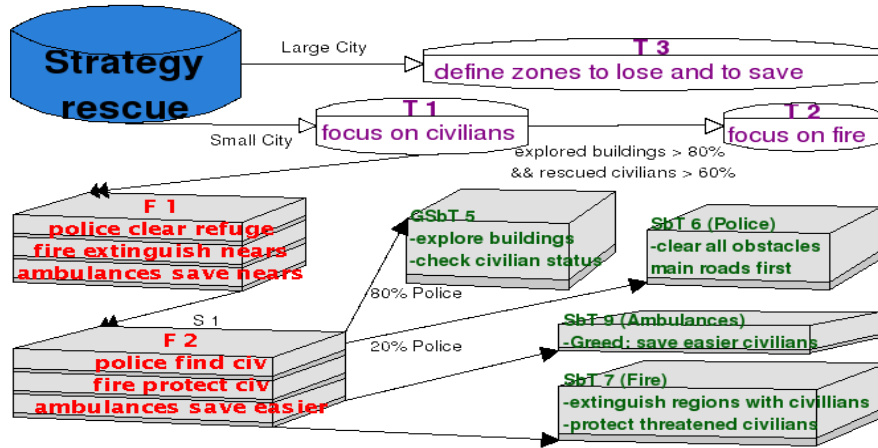 Strategy
rescue
Large City
T 3
define zones to lose and to save
Small City
T 1
focus on civilians
T 2
focus on fire
explored buildings > 80%
&& rescued civilians > 60%
F 1
police clear refuge
fire extinguish nears
ambulances save nears
GSbT 5
-explore buildings
-check civilian status
SbT 6 (Police)
-clear all obstacles
main roads first
80% Police
S 1
F 2
police find civ
fire protect civ
ambulances save easier
20% Police
SbT 9 (Ambulances)
-Greed: save easier civilians
SbT 7 (Fire)
-extinguish regions with civillians
-protect threatened civilians